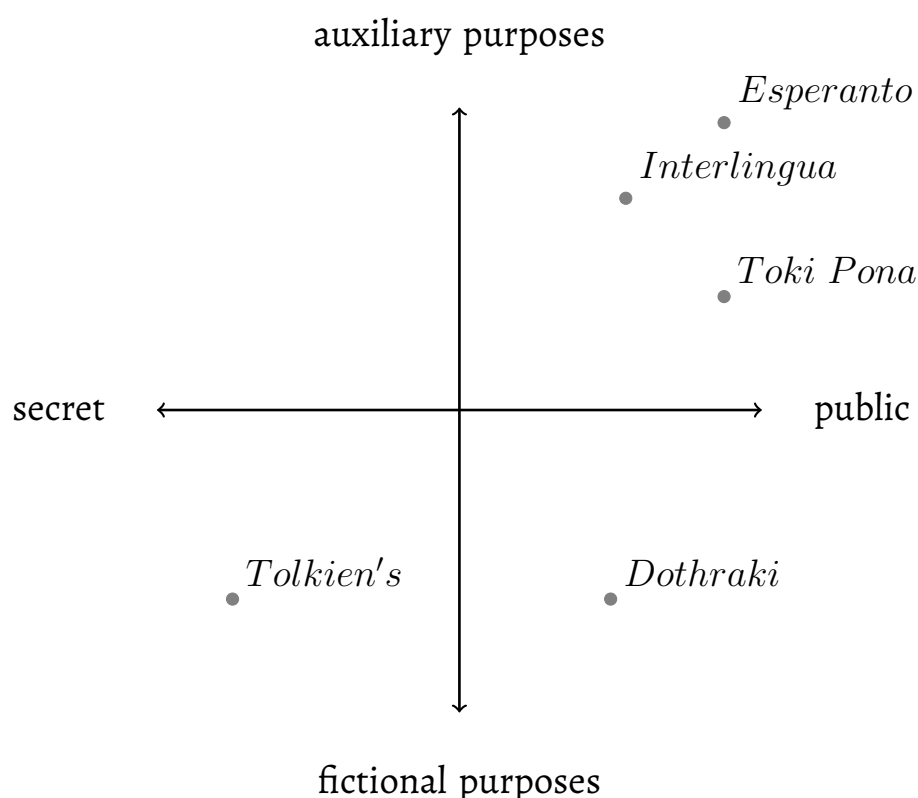 auxiliary purposes
Esperanto
Interlingua
Toki Pona
secret
public
Tolkien's
Dothraki
fictional purposes